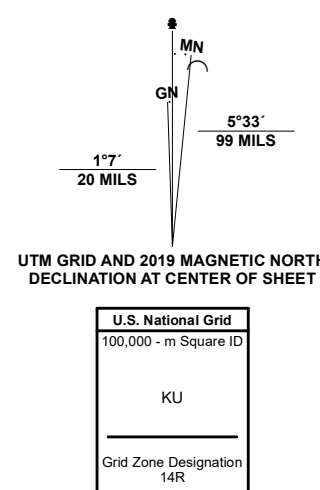 MN
GN
5°33´
99 MILS
1°7´
20 MILS
UTM GRID AND 2019 MAGNETIC NORTH
DECLINATION AT CENTER OF SHEET
U.S. National Grid
100,000 - m Square ID
KU
Grid Zone Designation
14R